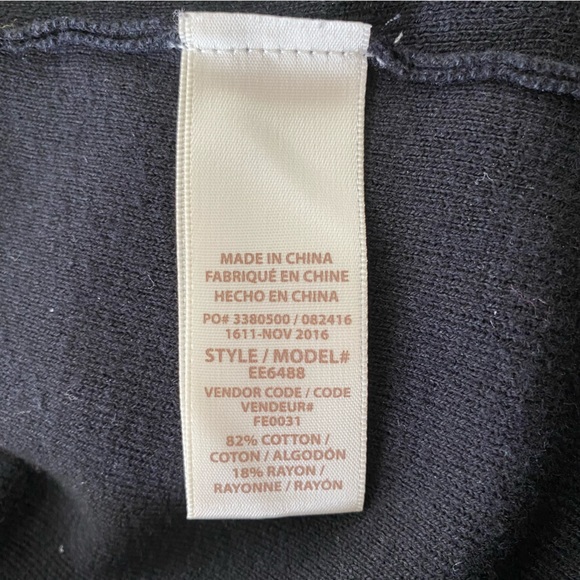 MADE IN CHINA
FABRIQUÉ EN CHINE
HECHO EN CHINA
PO# 3380500 / 082416
1611-NOV 2016
STYLE / MODEL#
EE6488
VENDOR CODE / CODE
VENDEUR#
FE0031
82% COTTON /
COTON / ALGODÓN
18% RAYON /
RAYONNE / RAYÓN